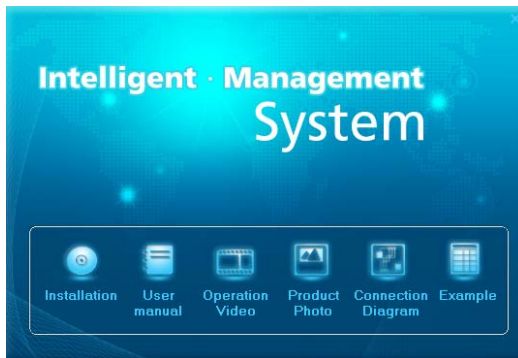 Intelligent · Management
System
Installation
User
manual
Operation
Video
Product
Photo
Connection
Diagram
Example